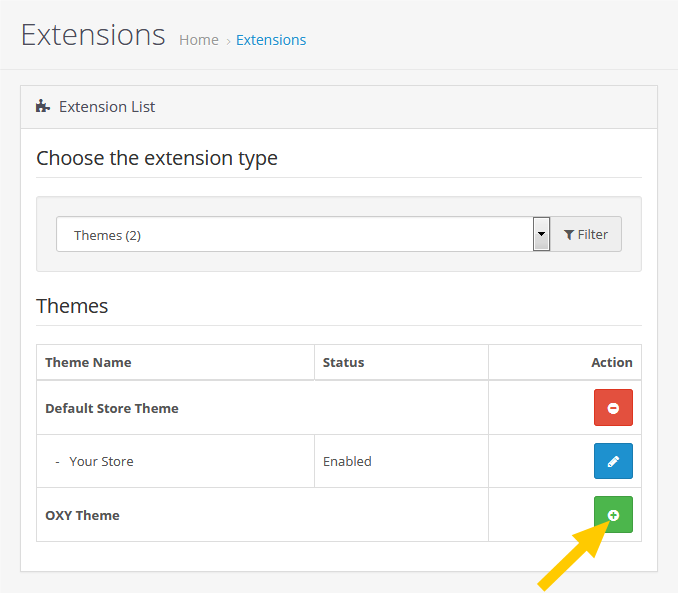 Extensions Home › Extensions
Extension List
Choose the extension type
Themes (2) Filter
Themes
Theme Name Status Action
Default Store Theme
- Your Store Enabled
OXY Theme